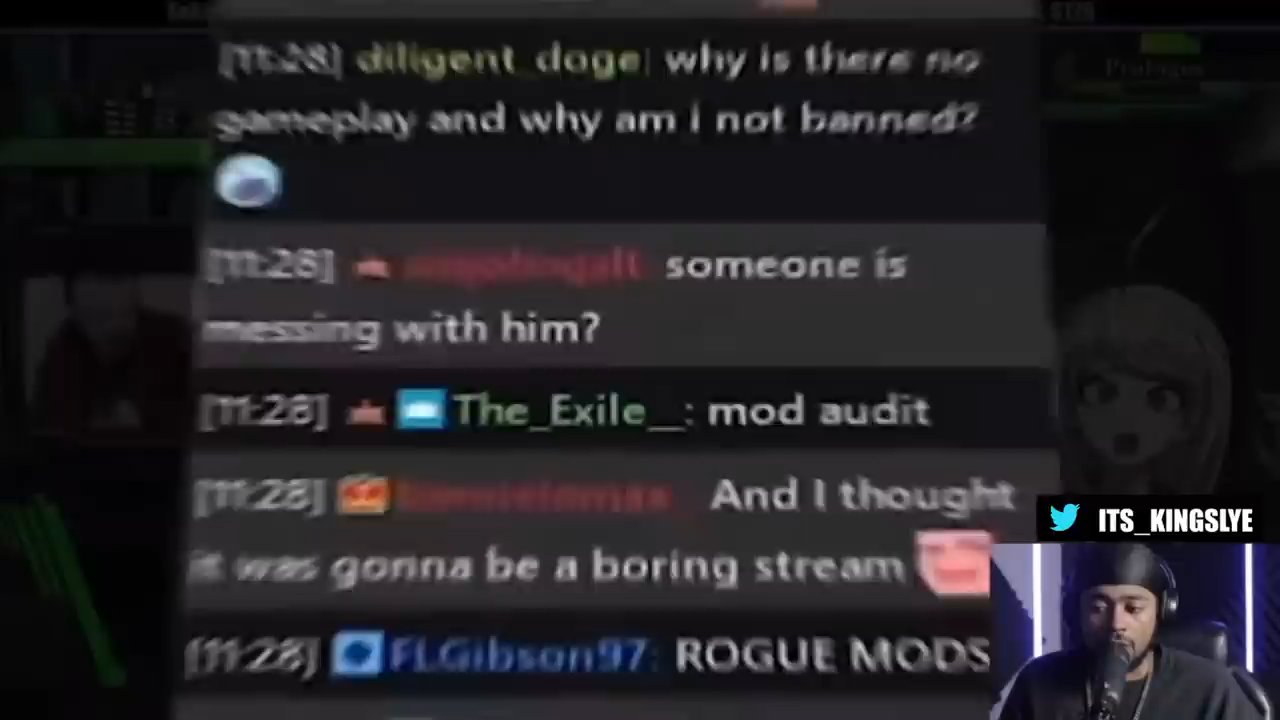 [11:28] diligent_doge: why is there no
gameplay and why am i not banned?
[11:28] someone is
messing with him?
[11:28] The_Exile__: mod audit
[11:28] And I thought
it was gonna be a boring stream
[11:28] FLGibson97: ROGUE MODS
ITS_KINGSLYE